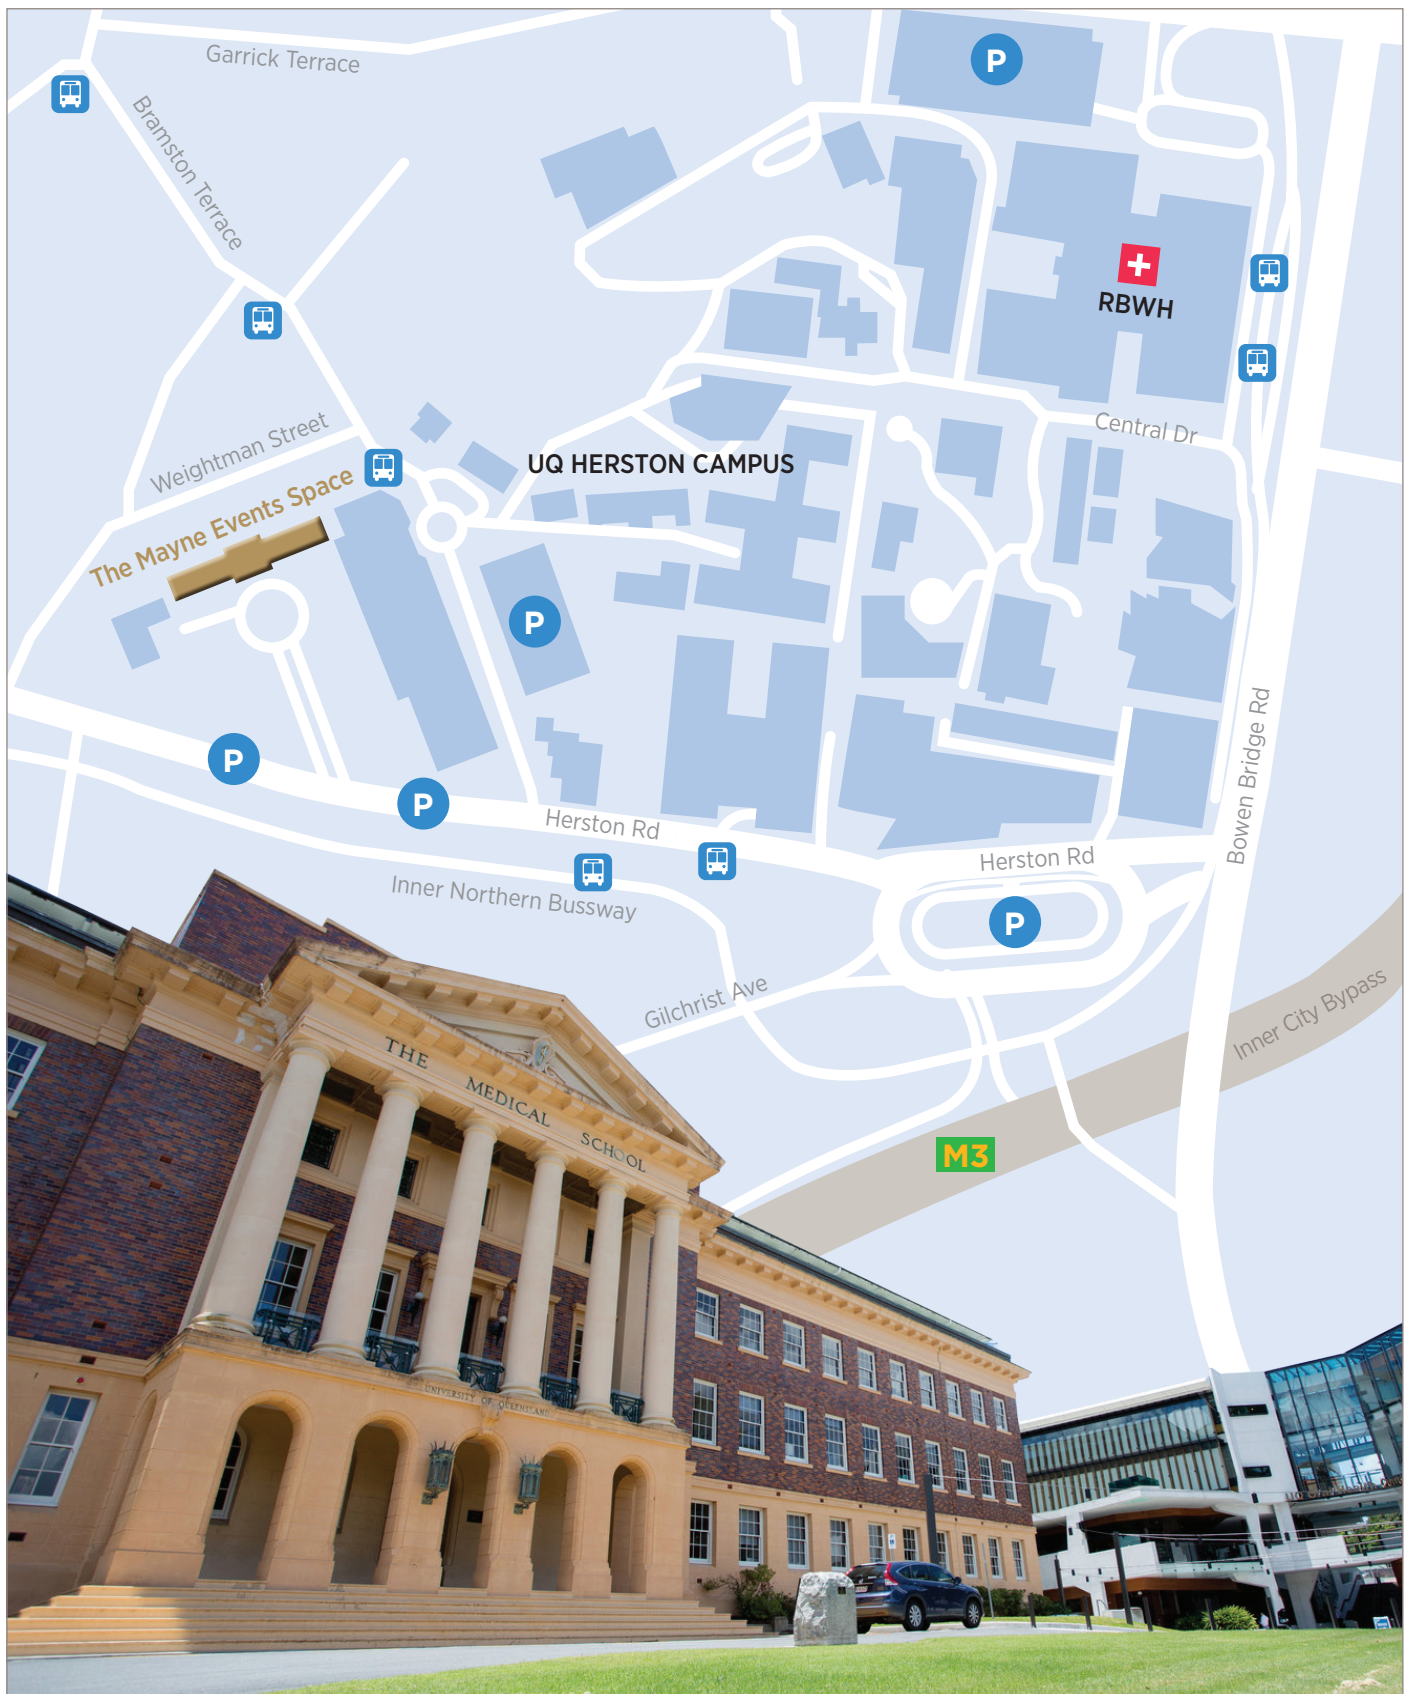 Garrick Terrace
P
Bramston Terrace
RBWH
Central Dr
Weightman Street
UQ HERSTON CAMPUS
The Mayne Events Space
P
Bowen Bridge Rd
P
P
Herston Rd
Herston Rd
Inner Northern Bussway
P
Gilchrist Ave
Inner City Bypass
M3
THE MEDICAL SCHOOL
UNIVERSITY OF QUEENSLAND